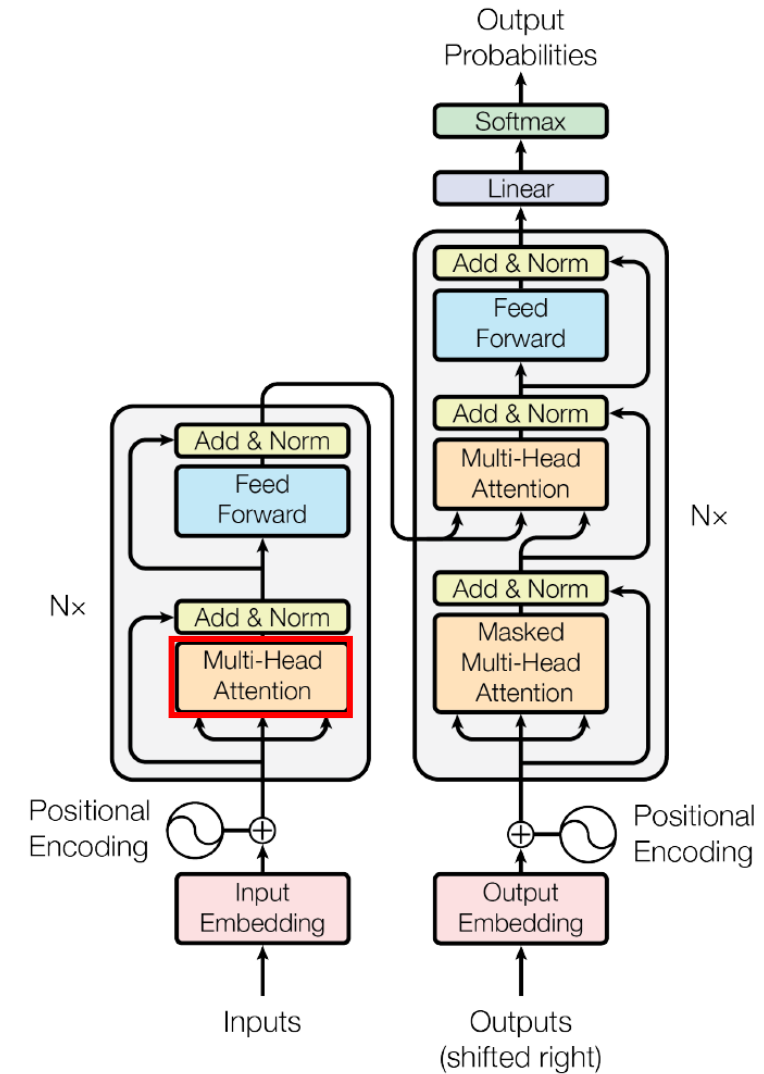 Output
Probabilities
Softmax
Linear
Add & Norm
Feed
Forward
Add & Norm
Multi-Head
Attention
Add & Norm
Masked
Multi-Head
Attention
Nx
Add & Norm
Feed
Forward
Add & Norm
Multi-Head
Attention
Nx
Positional
Encoding
Positional
Encoding
Input
Embedding
Output
Embedding
Inputs
Outputs
(shifted right)